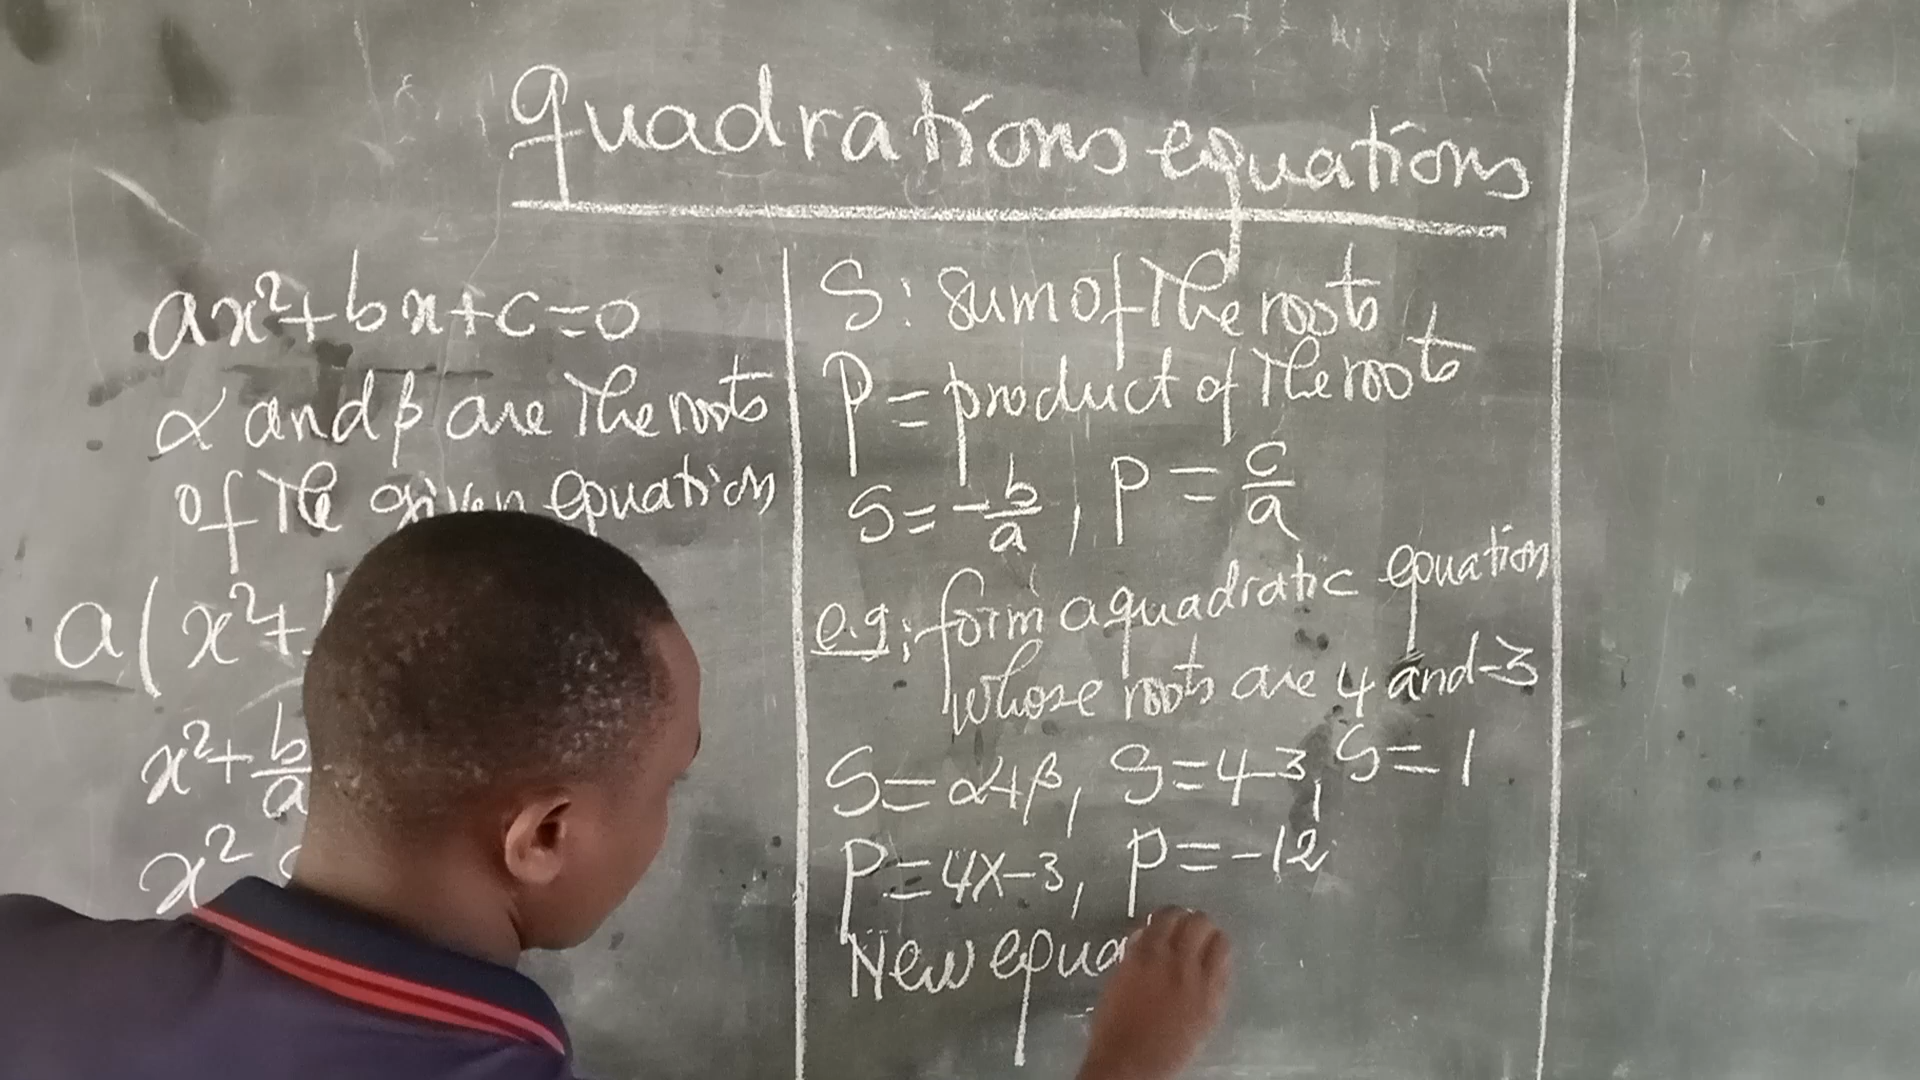 quadrations equations
ax²+bx+c=0
α and β are the roots
of the given equation
a(x²+
x²+b/a
x²
S: sum of the roots
P = product of the roots
S=-b/a, P=c/a
e.g: form a quadratic equation
whose roots are 4 and -3
S=α+β, S=4-3, S=1
P=4x-3, P=-12
New equa